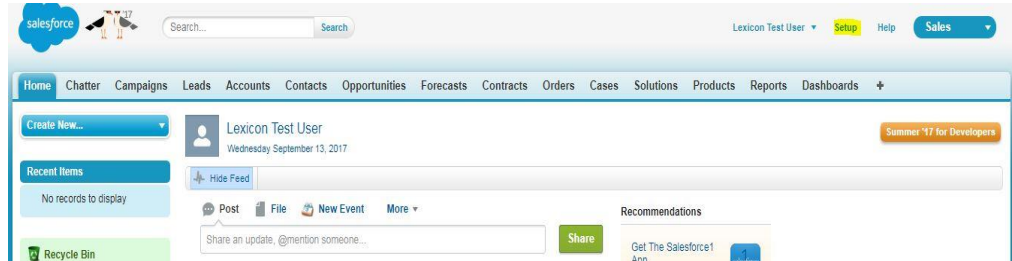 salesforce
'17
Search...
Search
Lexicon Test User
Setup
Help
Sales
Home Chatter Campaigns Leads Accounts Contacts Opportunities Forecasts Contracts Orders Cases Solutions Products Reports Dashboards +
Create New...
Lexicon Test User
Wednesday September 13, 2017
Summer '17 for Developers
Recent Items
No records to display
Hide Feed
Post File New Event More
Share an update, @mention someone...
Share
Recommendations
Get The Salesforce1
App
Recycle Bin